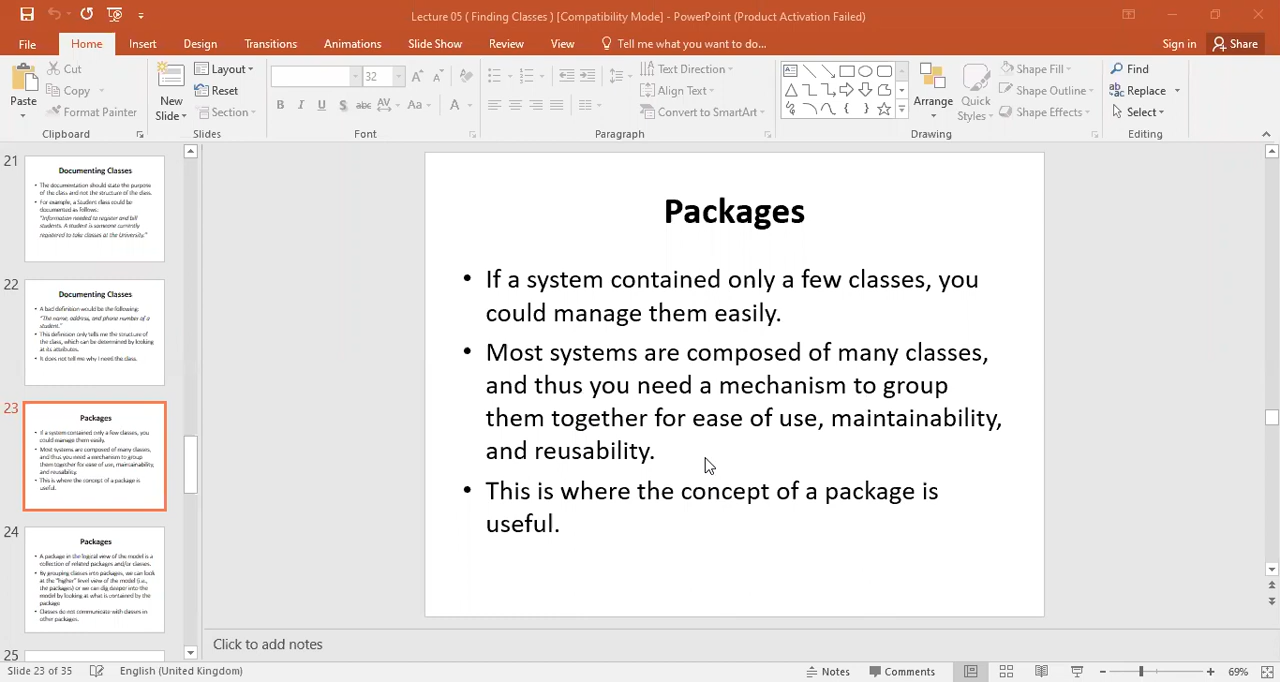 Lecture 05 ( Finding Classes ) [Compatibility Mode] - PowerPoint (Product Activation Failed)
File Home Insert Design Transitions Animations Slide Show Review View Tell me what you want to do... Sign in Share
Paste
Cut
Copy
Format Painter
Clipboard
New
Slide
Layout
Reset
Section
Slides
32
B I U S abc AV Aa A
Font
Text Direction
Align Text
Convert to SmartArt
Paragraph
Arrange
Quick
Styles
Shape Fill
Shape Outline
Shape Effects
Drawing
Find
Replace
Select
Editing
21
Documenting Classes
• The documentation should state the purpose
of the class and not the structure of the class.
• For example, a Student class could be
documented as follows:
"Information needed to register and bill
students. A student is someone currently
registered to take classes at the University."
22
Documenting Classes
• A bad definition would be the following:
"The name, address, and phone number of a
student."
• This definition only tells me the structure of
the class, which can be determined by looking
at its attributes.
• It does not tell me why I need the class.
23
Packages
• If a system contained only a few classes, you
could manage them easily.
• Most systems are composed of many classes,
and thus you need a mechanism to group
them together for ease of use, maintainability,
and reusability.
• This is where the concept of a package is
useful.
24
Packages
• A package in the logical view of the model is a
collection of related packages and/or classes.
• By grouping classes into packages, we can look
at the "higher" level view of the model (i.e.,
the packages) or we can dig deeper into the
model by looking at what is contained by the
package.
• Classes do not communicate with classes in
other packages.
25
Packages
• If a system contained only a few classes, you
could manage them easily.
• Most systems are composed of many classes,
and thus you need a mechanism to group
them together for ease of use, maintainability,
and reusability.
• This is where the concept of a package is
useful.
Click to add notes
Slide 23 of 35 English (United Kingdom) Notes Comments 69%